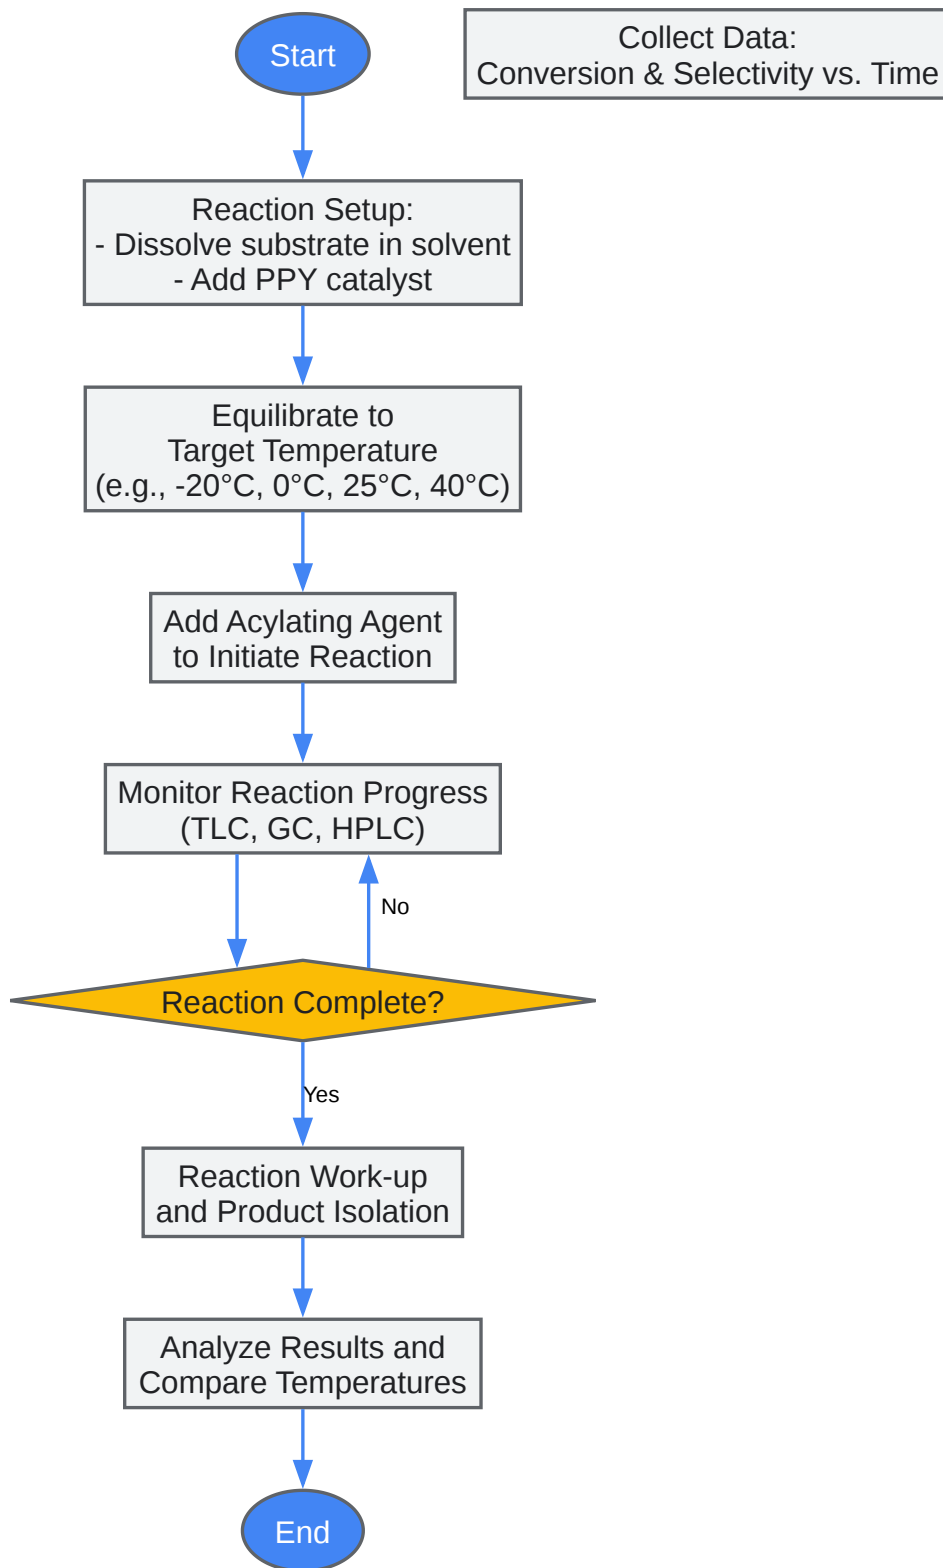 Start
Collect Data:
Conversion & Selectivity vs. Time
Reaction Setup:
- Dissolve substrate in solvent
- Add PPY catalyst
Equilibrate to
Target Temperature
(e.g., -20°C, 0°C, 25°C, 40°C)
Add Acylating Agent
to Initiate Reaction
Monitor Reaction Progress
(TLC, GC, HPLC)
No
Reaction Complete?
Yes
Reaction Work-up
and Product Isolation
Analyze Results and
Compare Temperatures
End